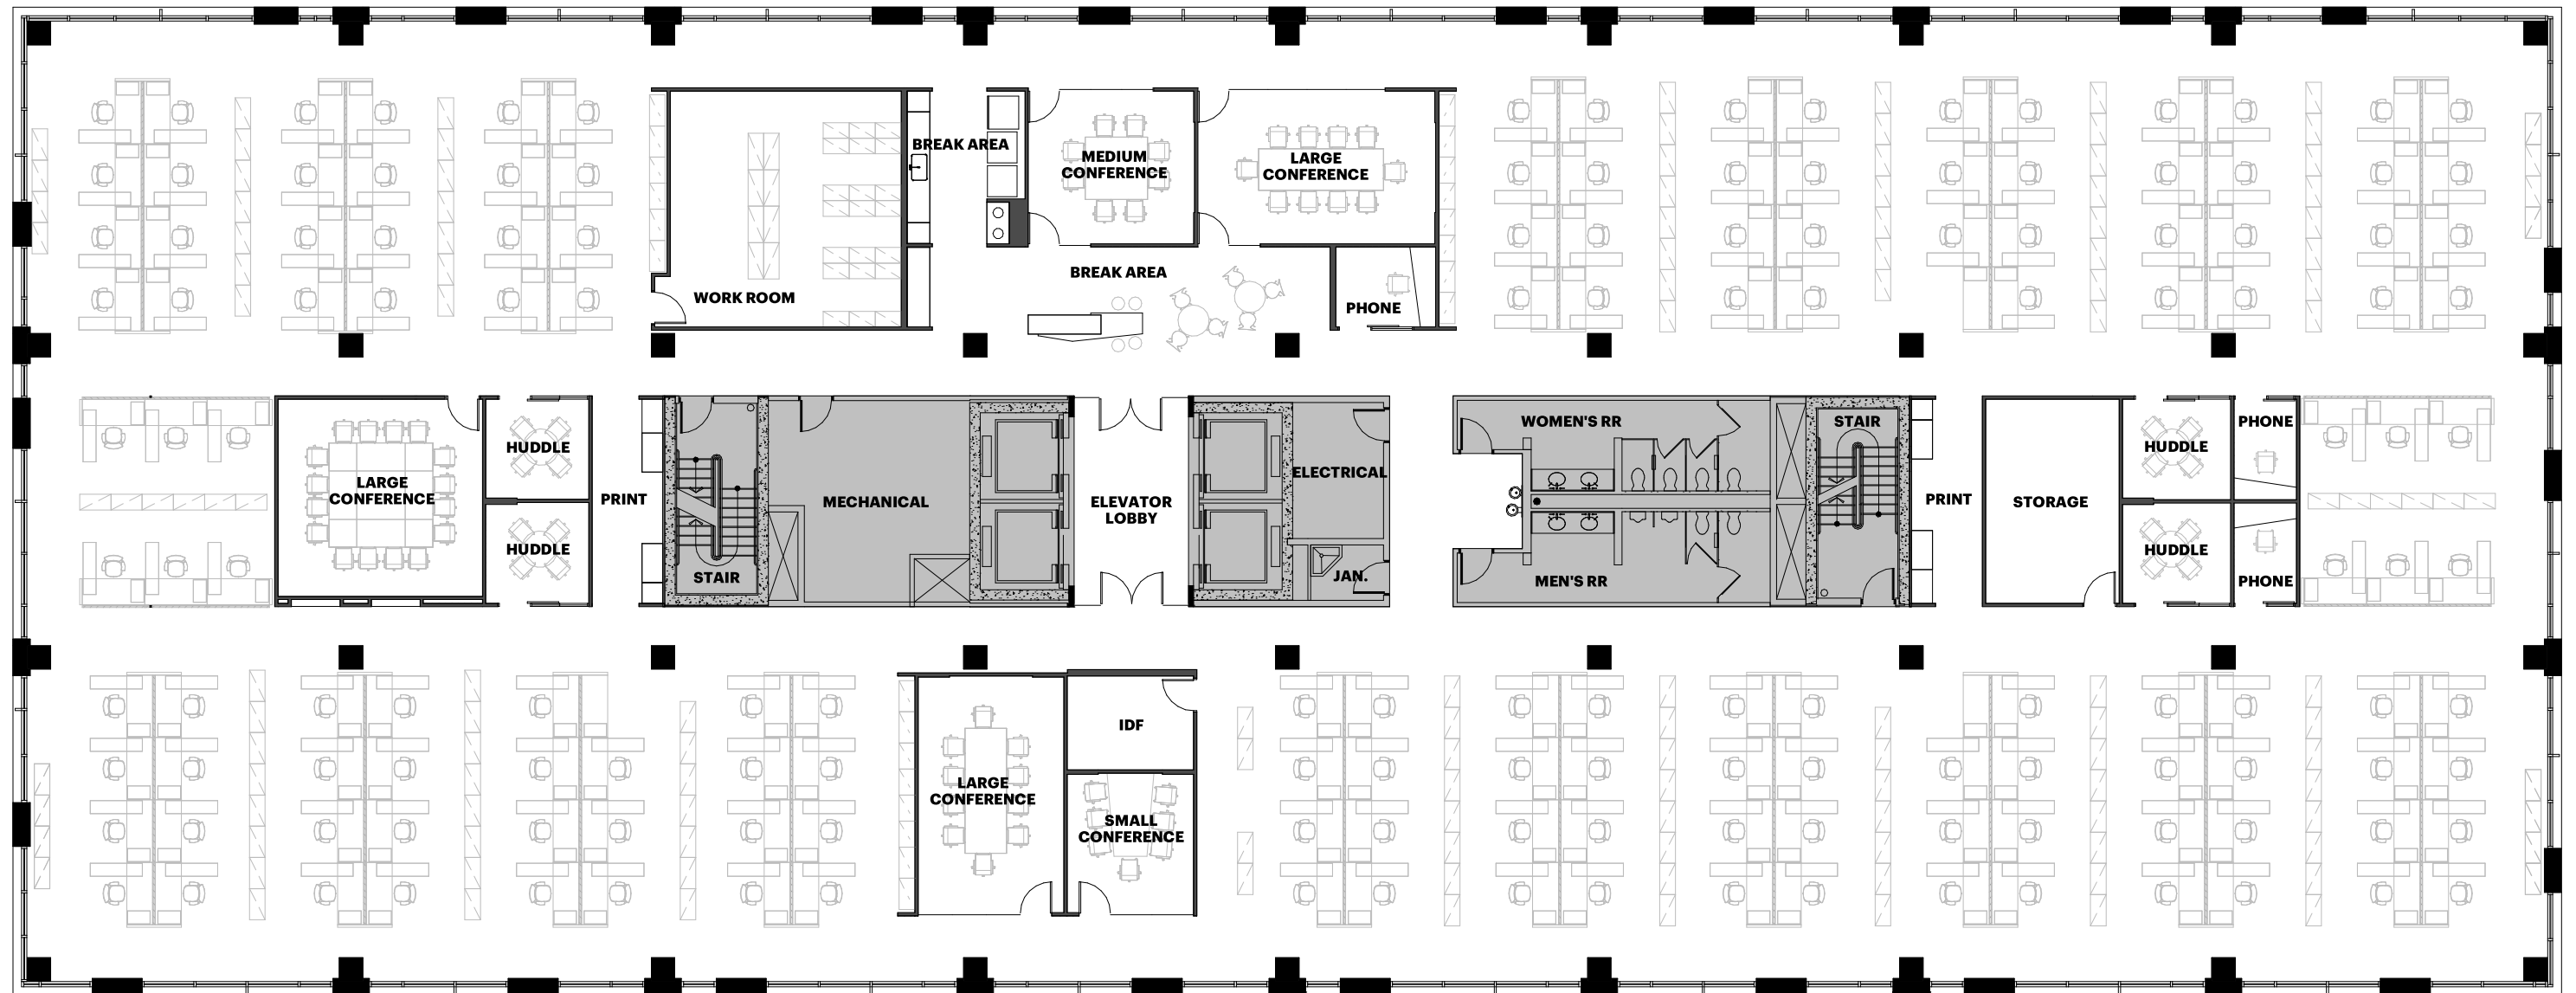 BREAK AREA
MEDIUM
CONFERENCE
LARGE
CONFERENCE
BREAK AREA
WORK ROOM
PHONE
LARGE
CONFERENCE
HUDDLE
HUDDLE
PRINT
STAIR
MECHANICAL
ELEVATOR
LOBBY
ELECTRICAL
JAN.
WOMEN'S RR
MEN'S RR
STAIR
PRINT
STORAGE
HUDDLE
HUDDLE
PHONE
PHONE
LARGE
CONFERENCE
IDF
SMALL
CONFERENCE